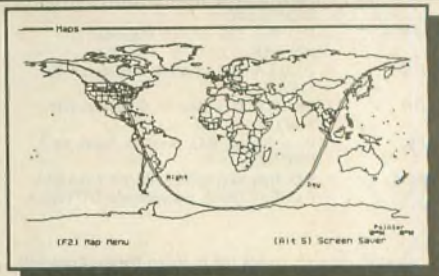 Maps
Night
Day
Pointer
(F2) Map Menu
(Alt S) Screen Saver